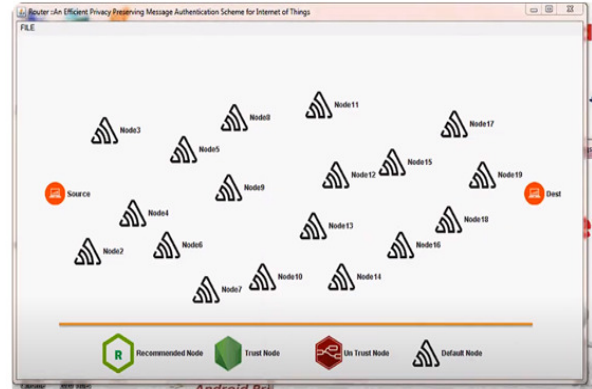 Router ::An Efficient Privacy Preserving Message Authentication Scheme for Internet of Things
FILE
Node11
Node8
Node17
Node3
Node5
Node15
Node12
Node19
Node9
Source
Dest
Node4
Node18
Node13
Node6
Node16
Node2
Node10
Node14
Node7
R
Recommended Node
Trust Node
Un Trust Node
Default Node